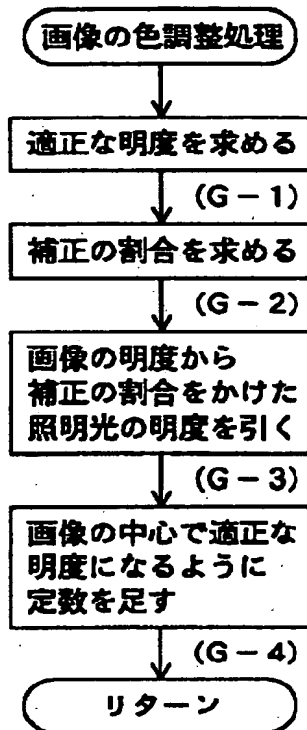 画像の色調整処理
適正な明度を求める
(G-1)
補正の割合を求める
(G-2)
画像の明度から
補正の割合をかけた
照明光の明度を引く
(G-3)
画像の中心で適正な
明度になるように
定数を足す
(G-4)
リターン